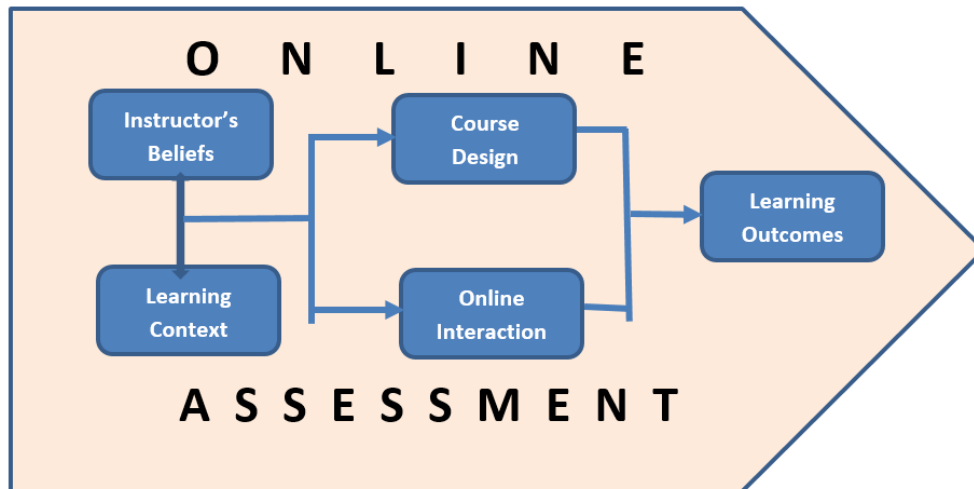 O N L I N E
Instructor's
Beliefs
Course
Design
Learning
Outcomes
Learning
Context
Online
Interaction
A S S E S S M E N T